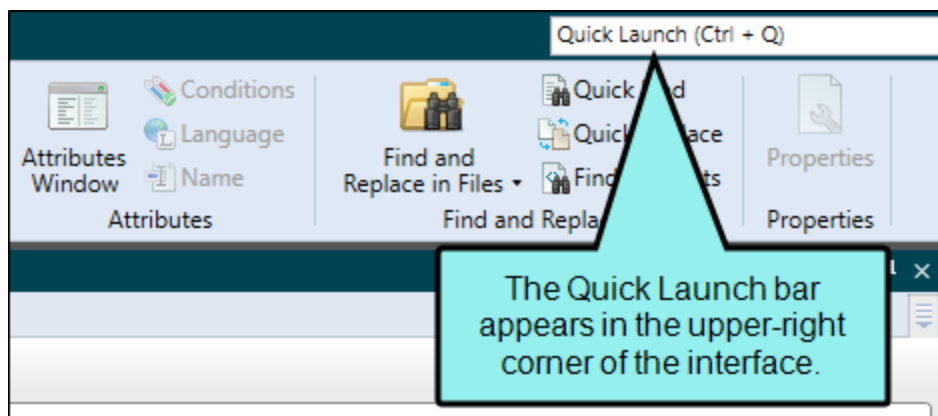 Quick Launch (Ctrl + Q)
Conditions
Language
Name
Attributes
Window
Attributes
Find and
Replace in Files
Quick
Quick
Find
Find and
Properties
Properties
The Quick Launch bar
appears in the upper-right
corner of the interface.